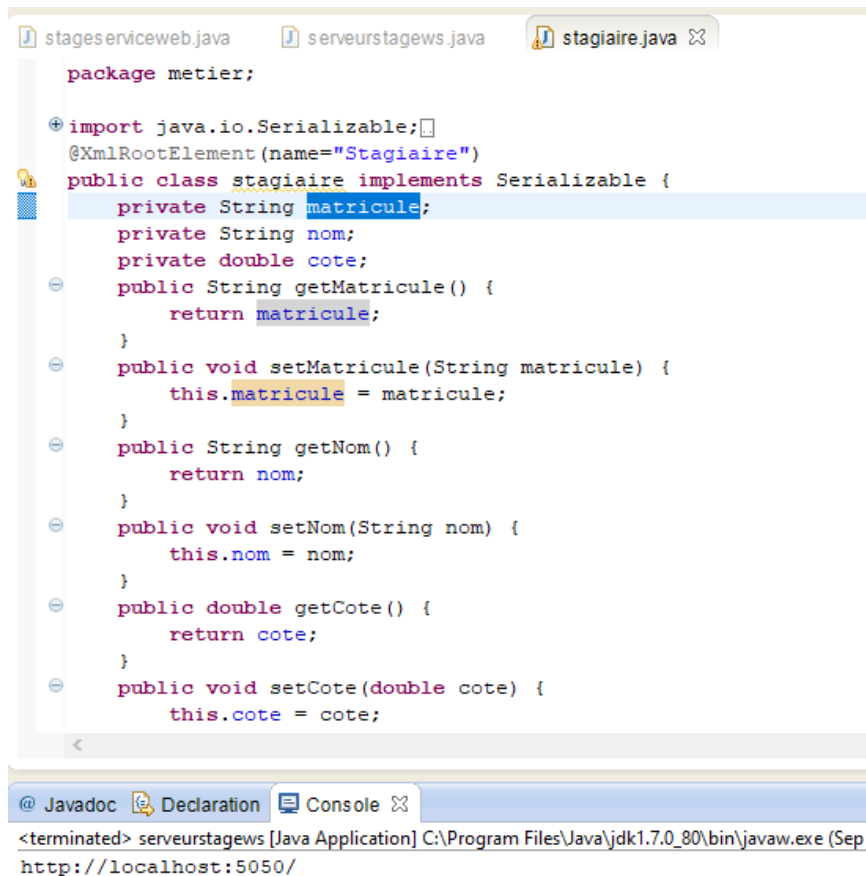 stageserviceweb.java serveurstagews.java stagiaire.java
package metier;
import java.io.Serializable;
@XmlRootElement(name="Stagiaire")
public class stagiaire implements Serializable {
private String matricule;
private String nom;
private double cote;
public String getMatricule() {
return matricule;
}
public void setMatricule(String matricule) {
this.matricule = matricule;
}
public String getNom() {
return nom;
}
public void setNom(String nom) {
this.nom = nom;
}
public double getCote() {
return cote;
}
public void setCote(double cote) {
this.cote = cote;
@ Javadoc Declaration Console
<terminated> serveurstagews [Java Application] C:\Program Files\Java\jdk1.7.0_80\bin\javaw.exe (Sep
http://localhost:5050/